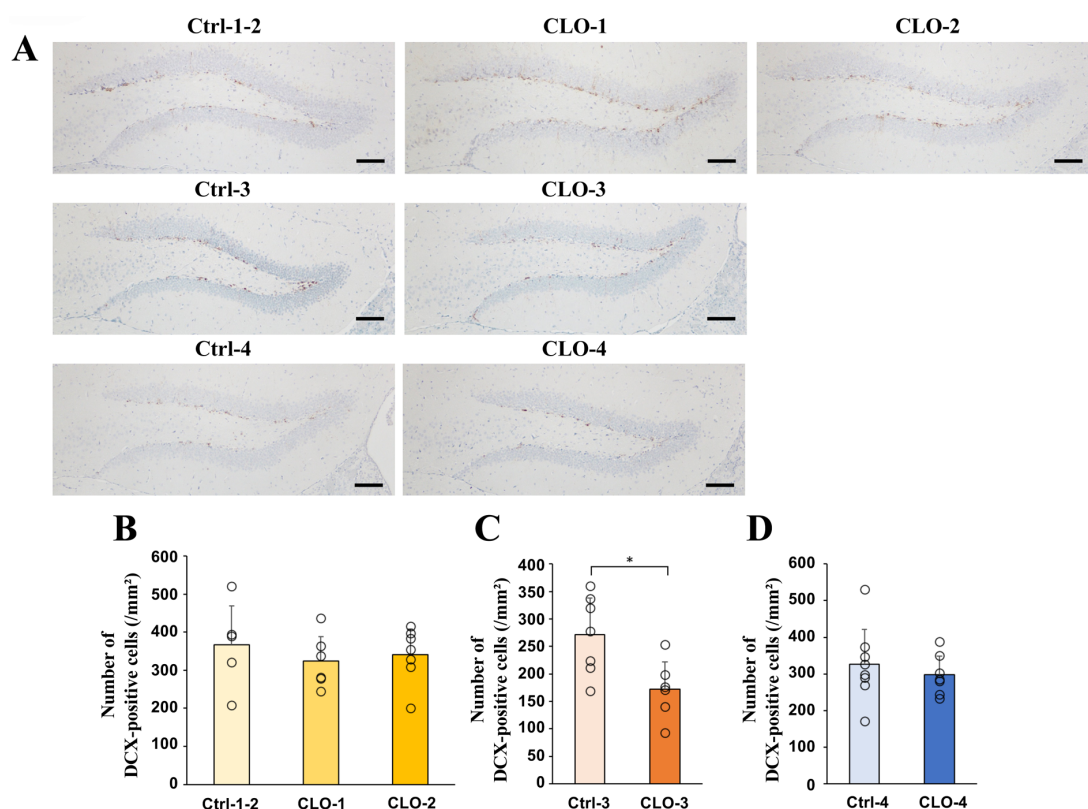 Ctrl-1-2 CLO-1 CLO-2
A
Ctrl-3 CLO-3
Ctrl-4 CLO-4
B
Number of
DCX-positive cells (/mm²)
600
500
400
300
200
100
0
Ctrl-1-2 CLO-1 CLO-2
C
Number of
DCX-positive cells (/mm²)
400
350
300
250
200
150
100
50
0
*
Ctrl-3 CLO-3
D
Number of
DCX-positive cells (/mm²)
600
500
400
300
200
100
0
Ctrl-4 CLO-4